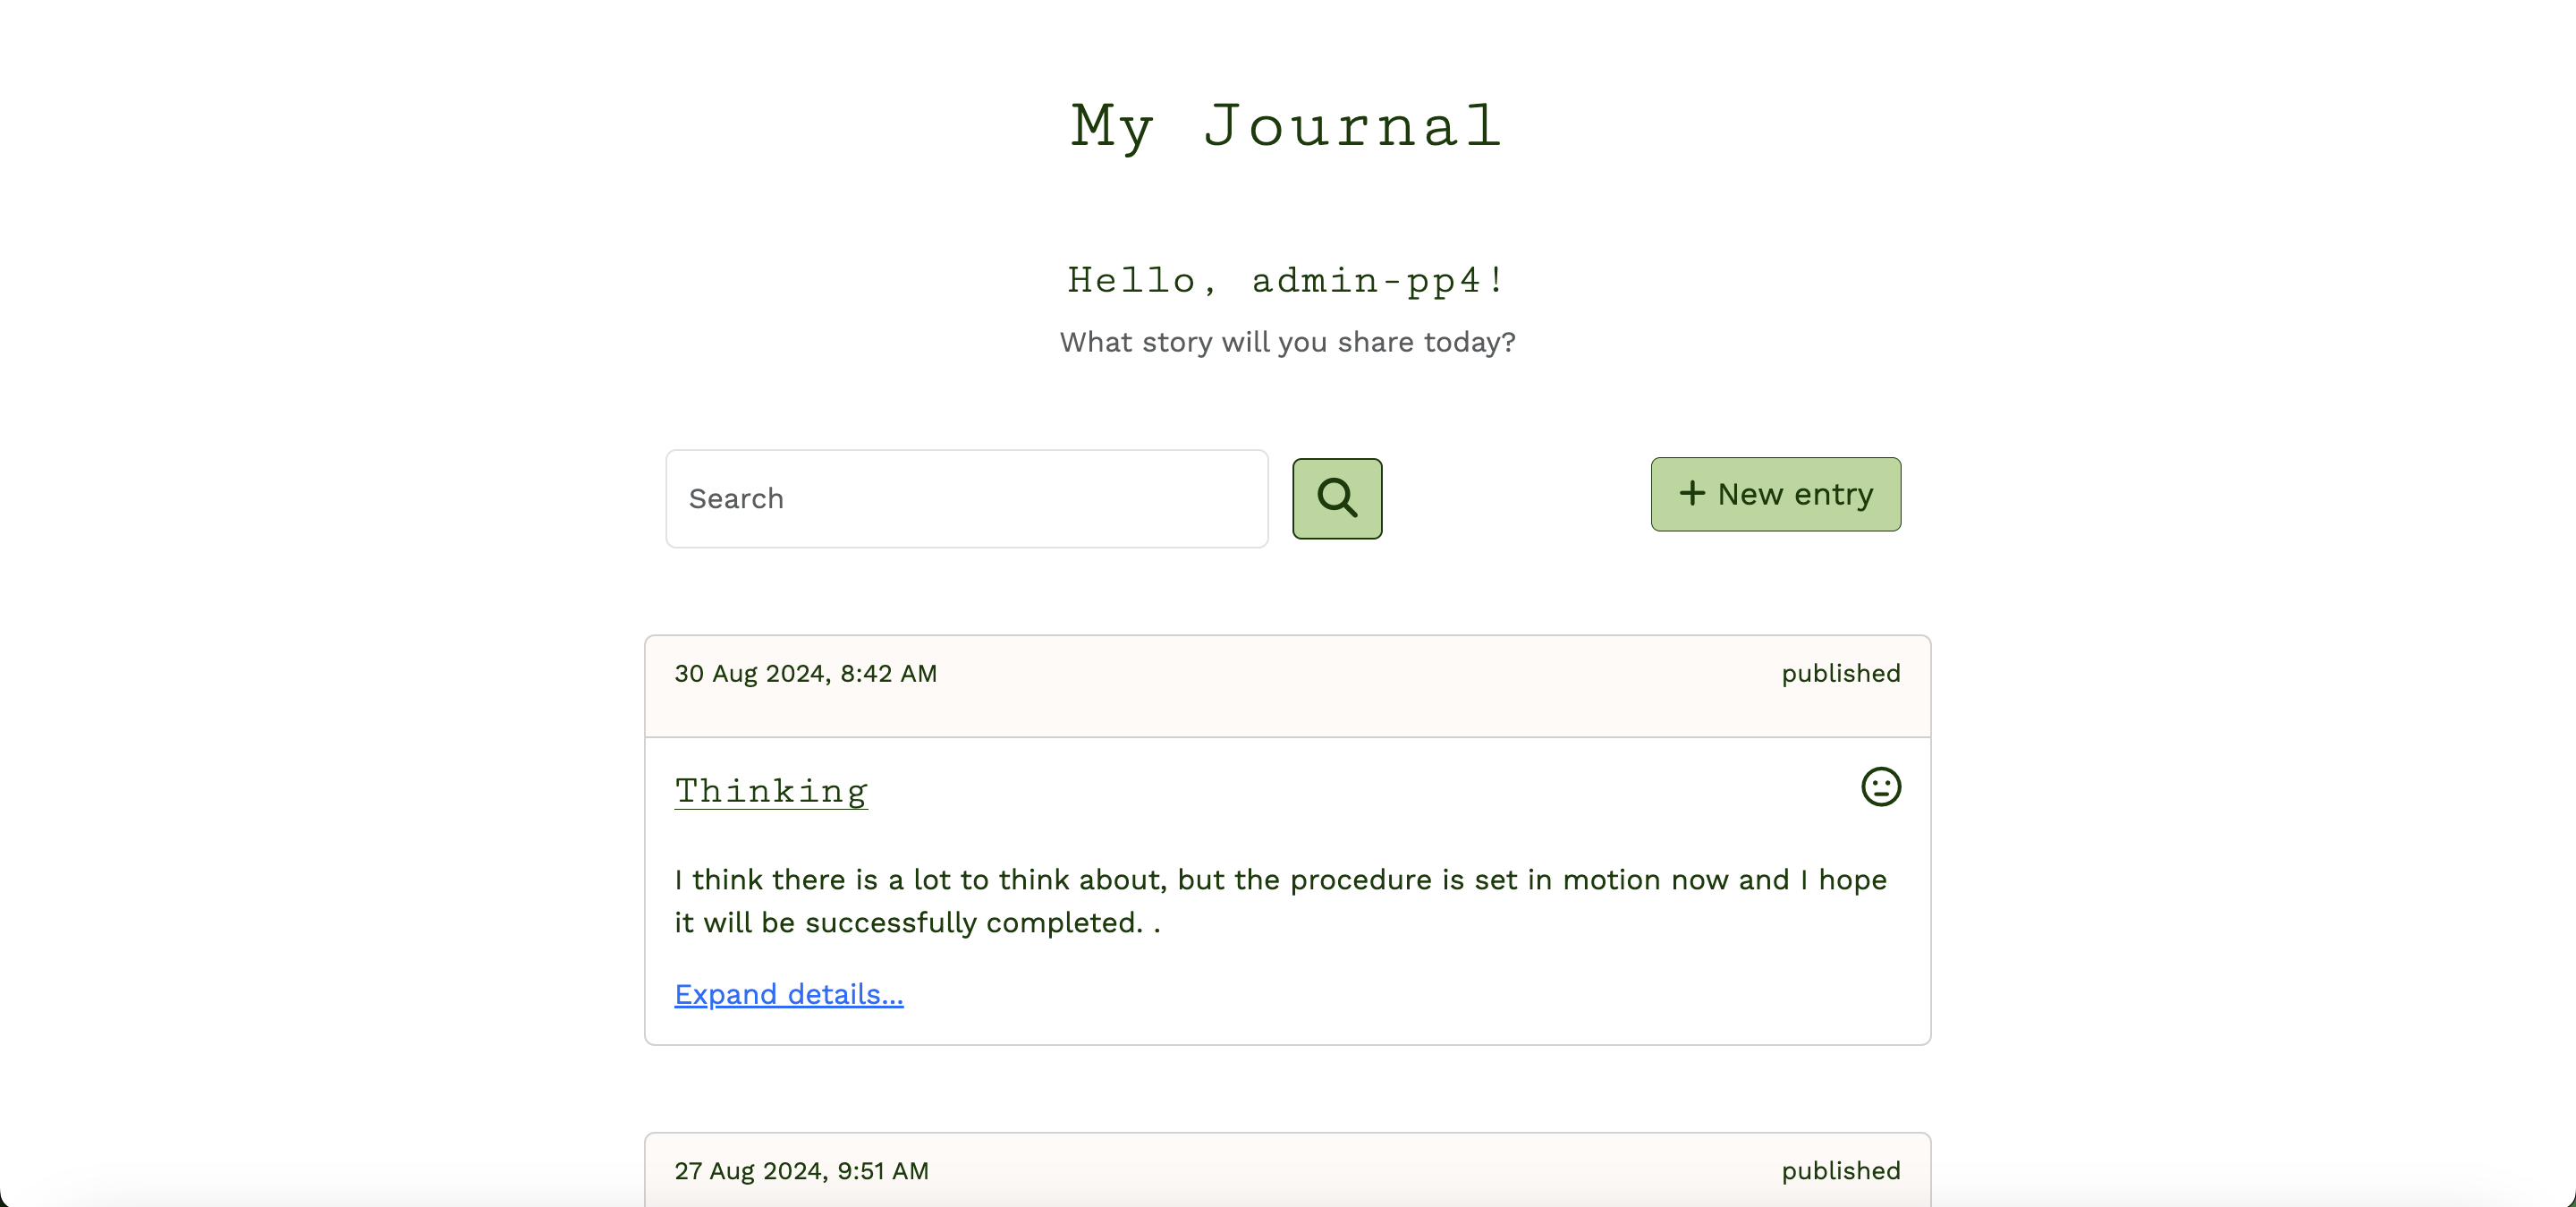 My Journal
Hello, admin-pp4!
What story will you share today?
Search
+ New entry
30 Aug 2024, 8:42 AM
published
Thinking
I think there is a lot to think about, but the procedure is set in motion now and I hope
it will be successfully completed. .
Expand details...
27 Aug 2024, 9:51 AM
published